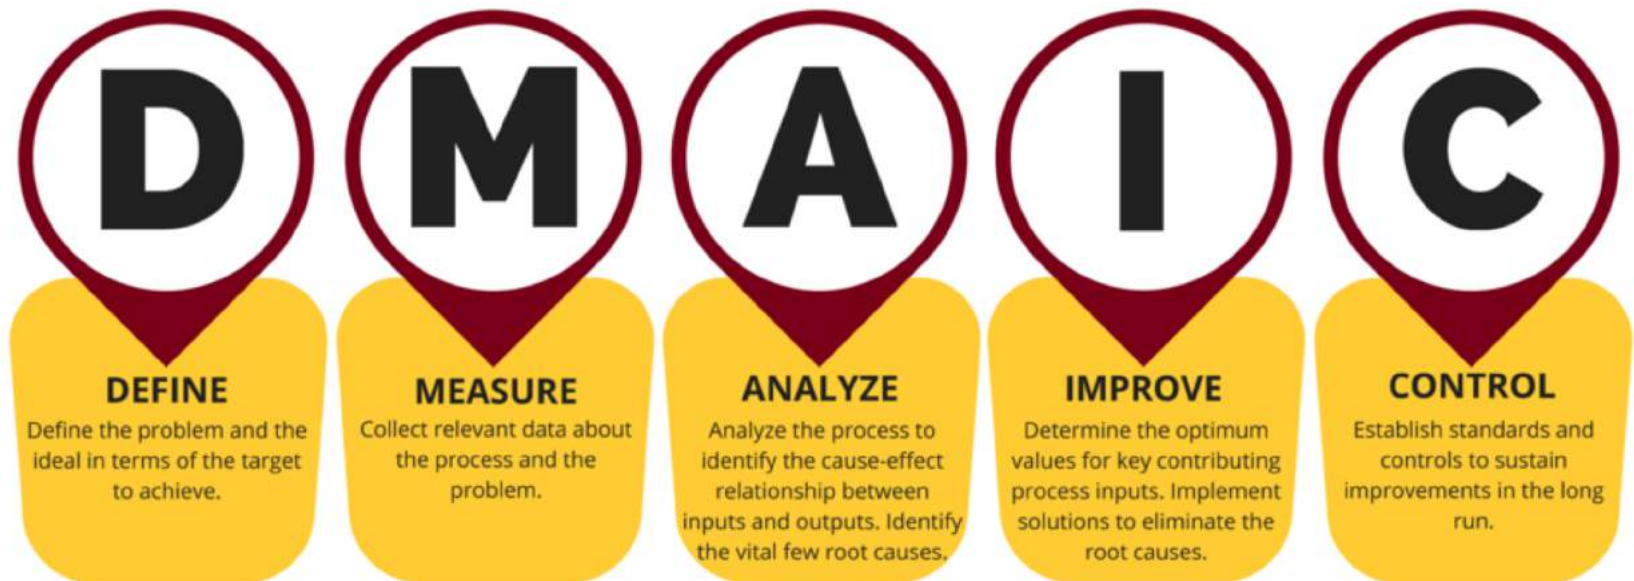 D
M
A
I
C
DEFINE
Define the problem and the
ideal in terms of the target
to achieve.
MEASURE
Collect relevant data about
the process and the
problem.
ANALYZE
Analyze the process to
identify the cause-effect
relationship between
inputs and outputs. Identify
the vital few root causes.
IMPROVE
Determine the optimum
values for key contributing
process inputs. Implement
solutions to eliminate the
root causes.
CONTROL
Establish standards and
controls to sustain
improvements in the long
run.